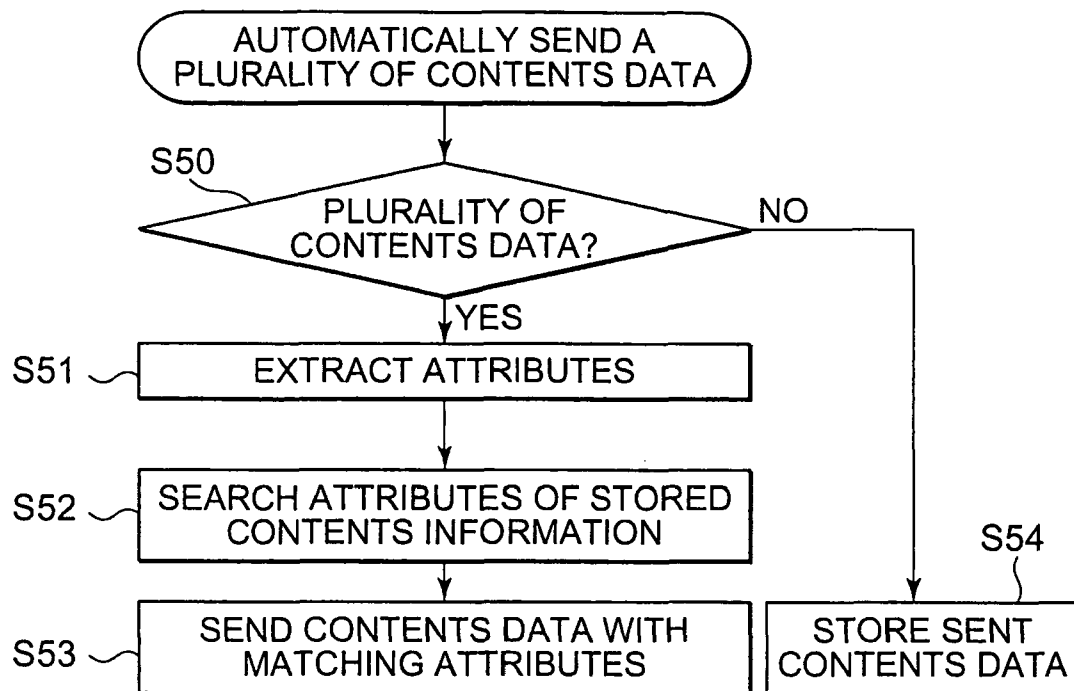 AUTOMATICALLY SEND A
PLURALITY OF CONTENTS DATA
S50
PLURALITY OF
CONTENTS DATA?
NO
YES
S51
EXTRACT ATTRIBUTES
S52
SEARCH ATTRIBUTES OF STORED
CONTENTS INFORMATION
S53
SEND CONTENTS DATA WITH
MATCHING ATTRIBUTES
S54
STORE SENT
CONTENTS DATA